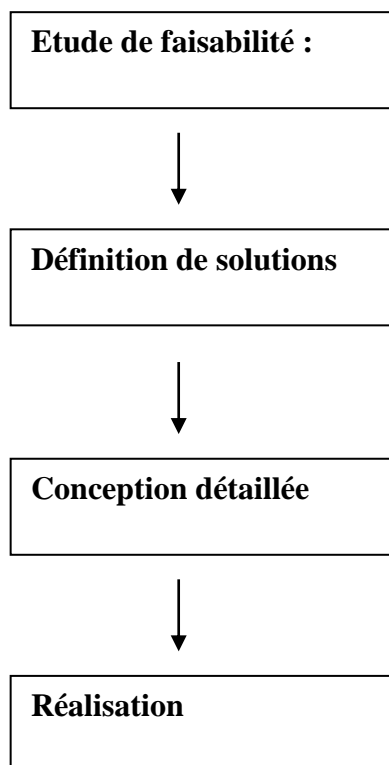 Etude de faisabilité :
Définition de solutions
Conception détaillée
Réalisation